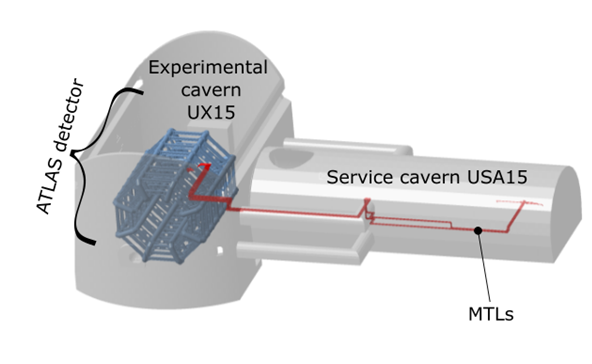 Experimental
cavern
UX15
ATLAS detector
Service cavern USA15
MTLs